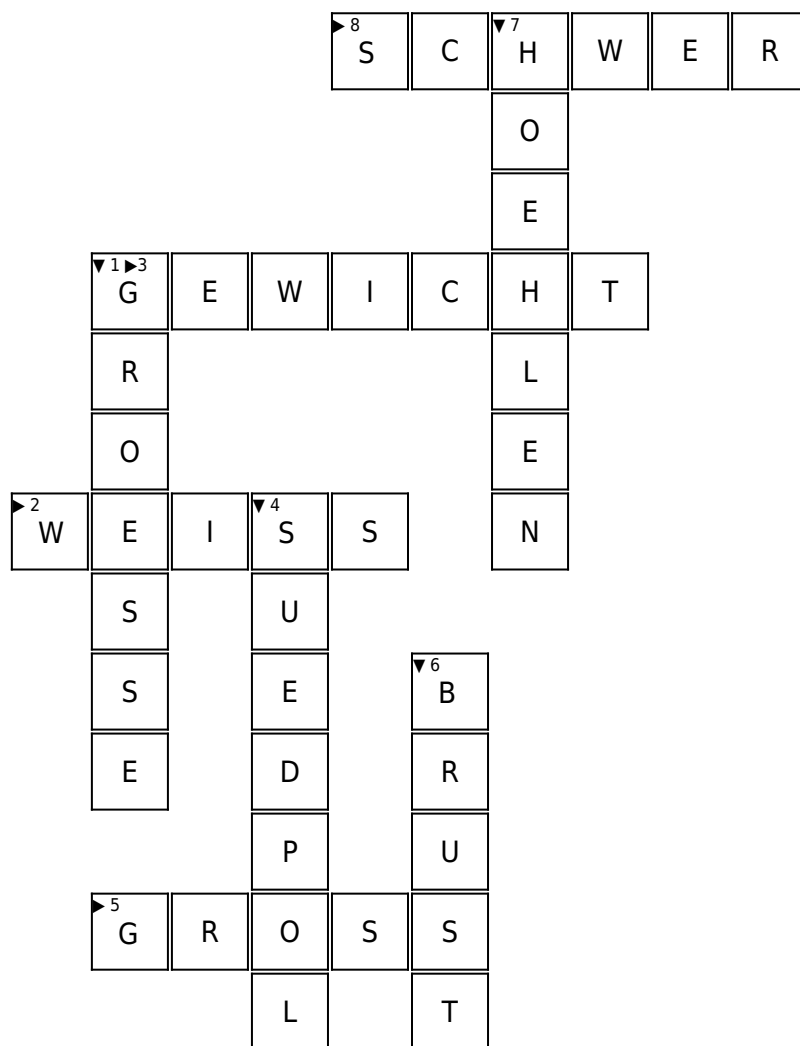 ▶ 8 S C ▼ 7 H W E R
O
E
▼ 1 ▶3 G E W I C H T
R L
O E
▶ 2 W E I ▼ 4 S S N
S U
S E ▼ 6 B
E D R
P U
▶ 5 G R O S S
L T